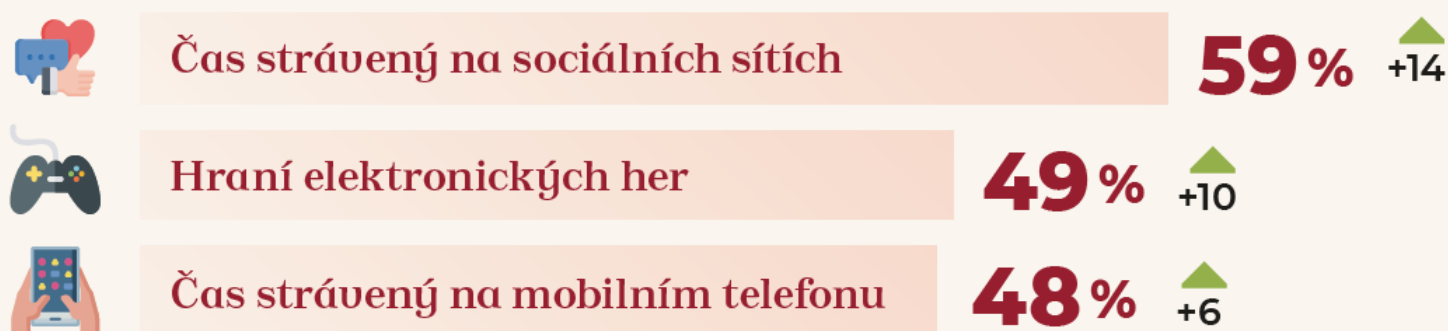 Čas strávený na sociálních sítích 59 % +14
Hraní elektronických her 49 % +10
Čas strávený na mobilním telefonu 48 % +6